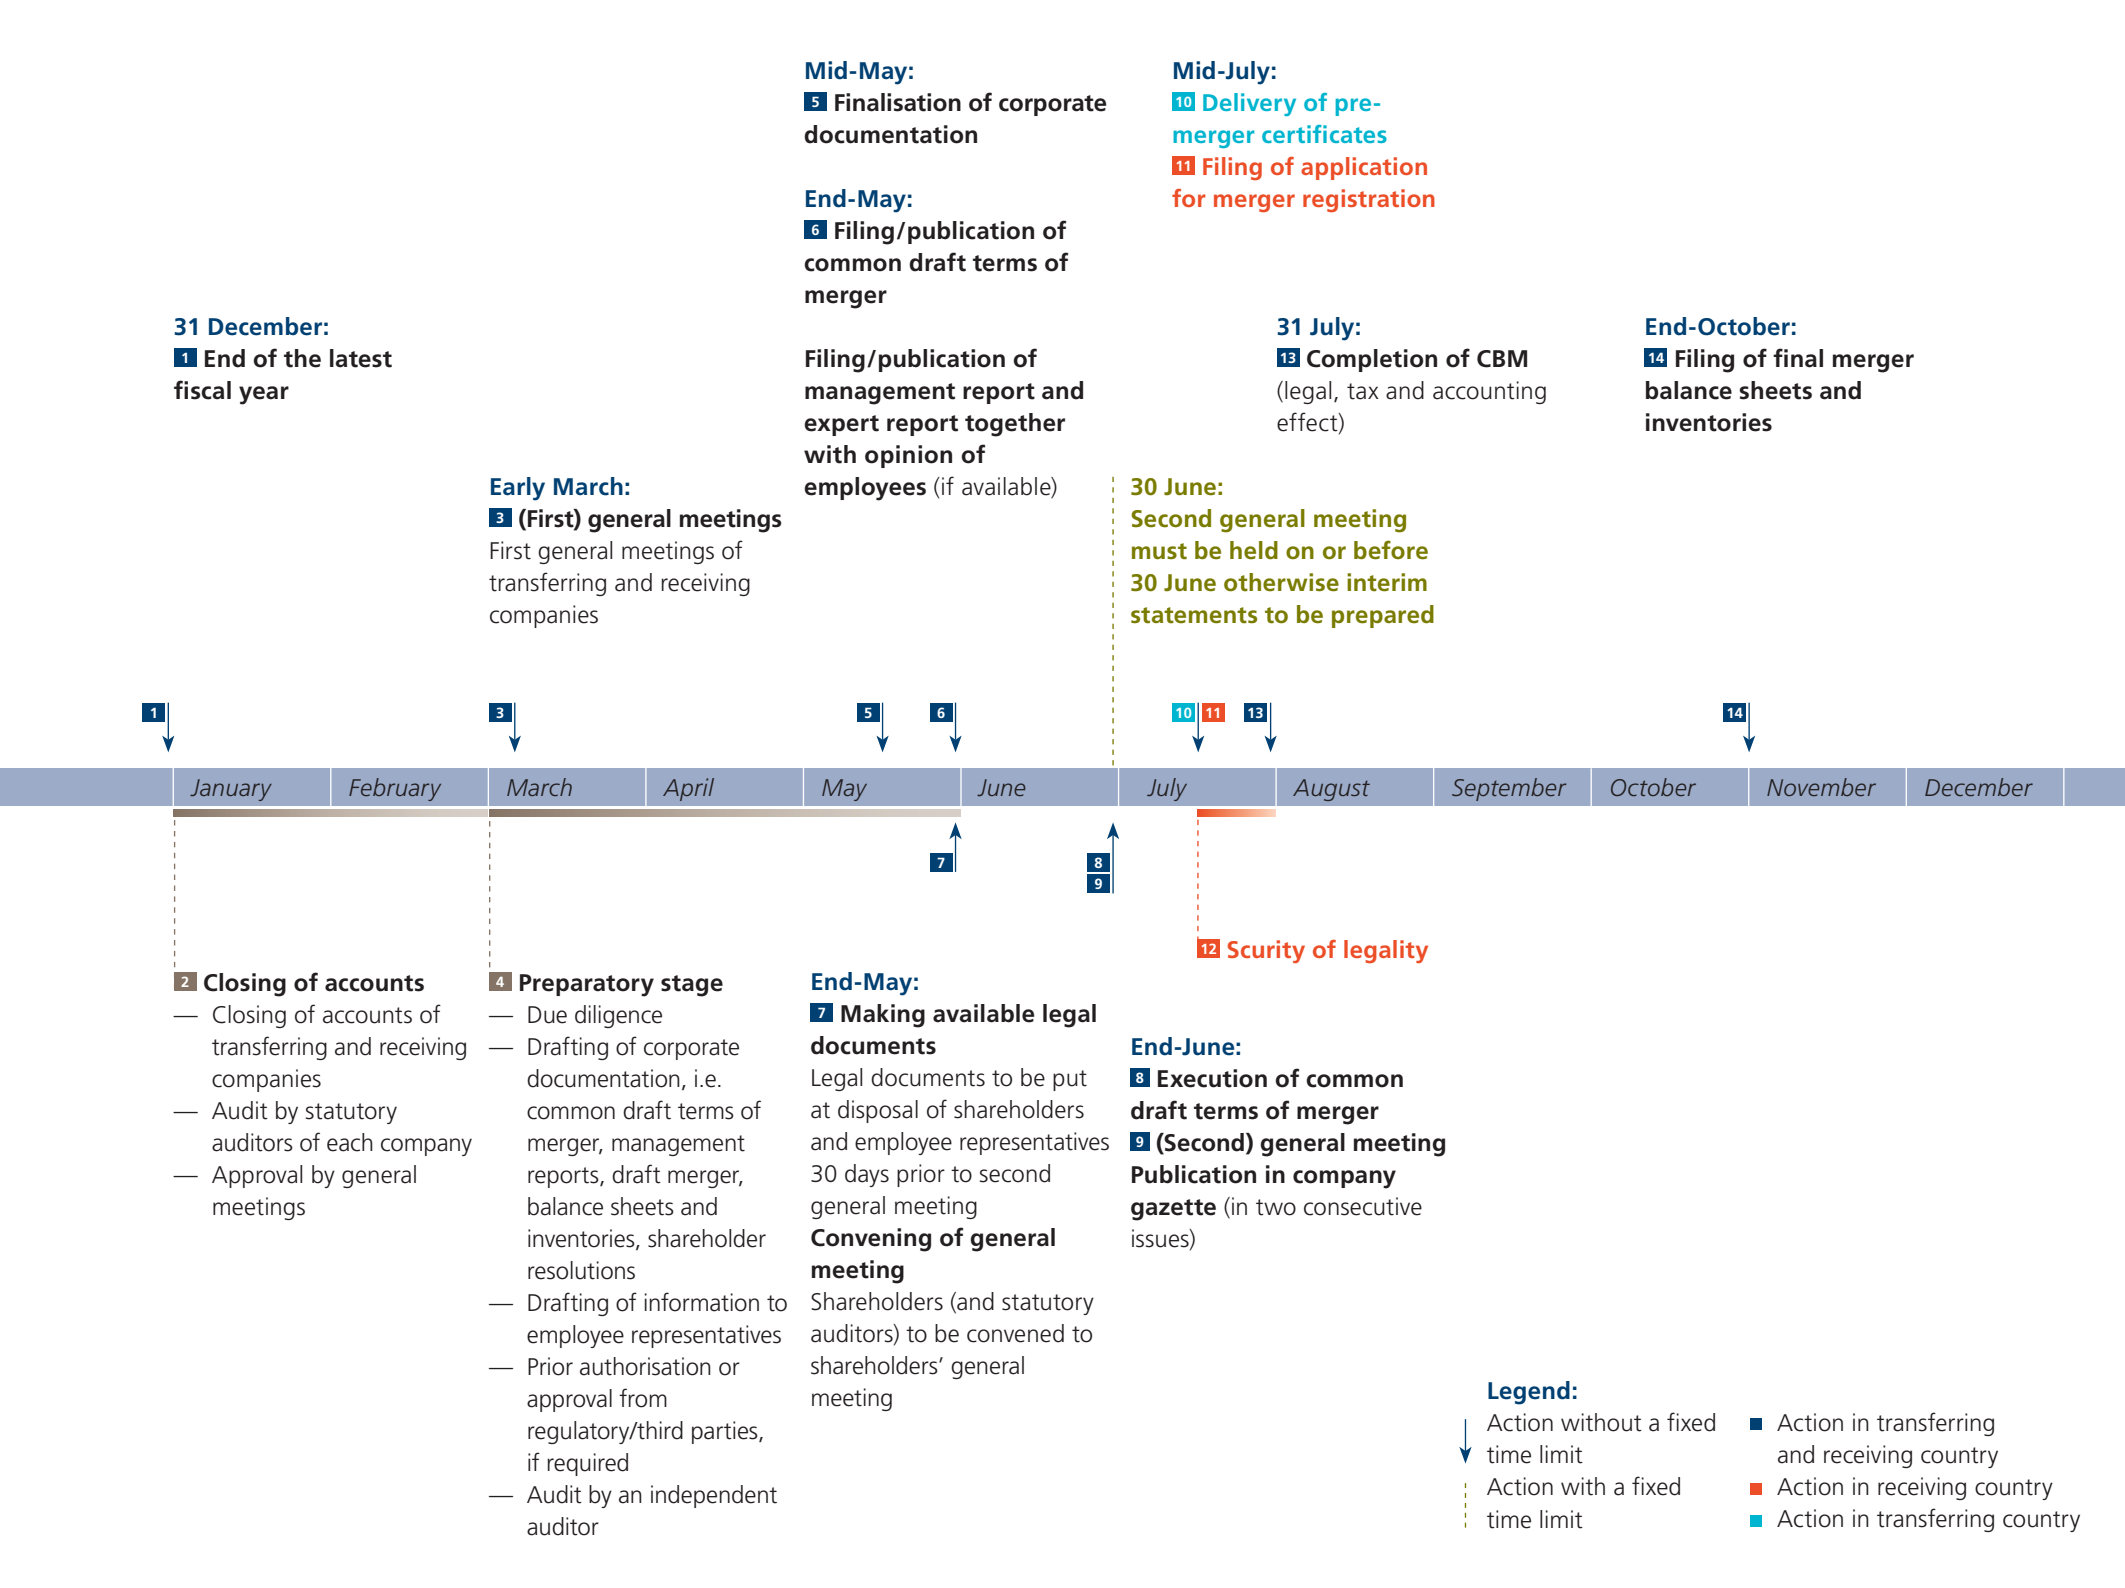 31 December:
1 End of the latest
fiscal year
Early March:
3 (First) general meetings
First general meetings of
transferring and receiving
companies
Mid-May:
5 Finalisation of corporate
documentation
End-May:
6 Filing/publication of
common draft terms of
merger
Filing/publication of
management report and
expert report together
with opinion of
employees (if available)
Mid-July:
10 Delivery of pre-
merger certificates
11 Filing of application
for merger registration
31 July:
13 Completion of CBM
(legal, tax and accounting
effect)
30 June:
Second general meeting
must be held on or before
30 June otherwise interim
statements to be prepared
End-October:
14 Filing of final merger
balance sheets and
inventories
1 3 5 6 10 11 13 14
January February March April May June July August September October November December
7 8
9
12 Scurity of legality
2 Closing of accounts
— Closing of accounts of
transferring and receiving
companies
— Audit by statutory
auditors of each company
— Approval by general
meetings
4 Preparatory stage
— Due diligence
— Drafting of corporate
documentation, i.e.
common draft terms of
merger, management
reports, draft merger,
balance sheets and
inventories, shareholder
resolutions
— Drafting of information to
employee representatives
— Prior authorisation or
approval from
regulatory/third parties,
if required
— Audit by an independent
auditor
End-May:
7 Making available legal
documents
Legal documents to be put
at disposal of shareholders
and employee representatives
30 days prior to second
general meeting
Convening of general
meeting
Shareholders (and statutory
auditors) to be convened to
shareholders’ general
meeting
End-June:
8 Execution of common
draft terms of merger
9 (Second) general meeting
Publication in company
gazette (in two consecutive
issues)
Legend:
Action without a fixed
time limit
Action with a fixed
time limit
Action in transferring
and receiving country
Action in receiving country
Action in transferring country